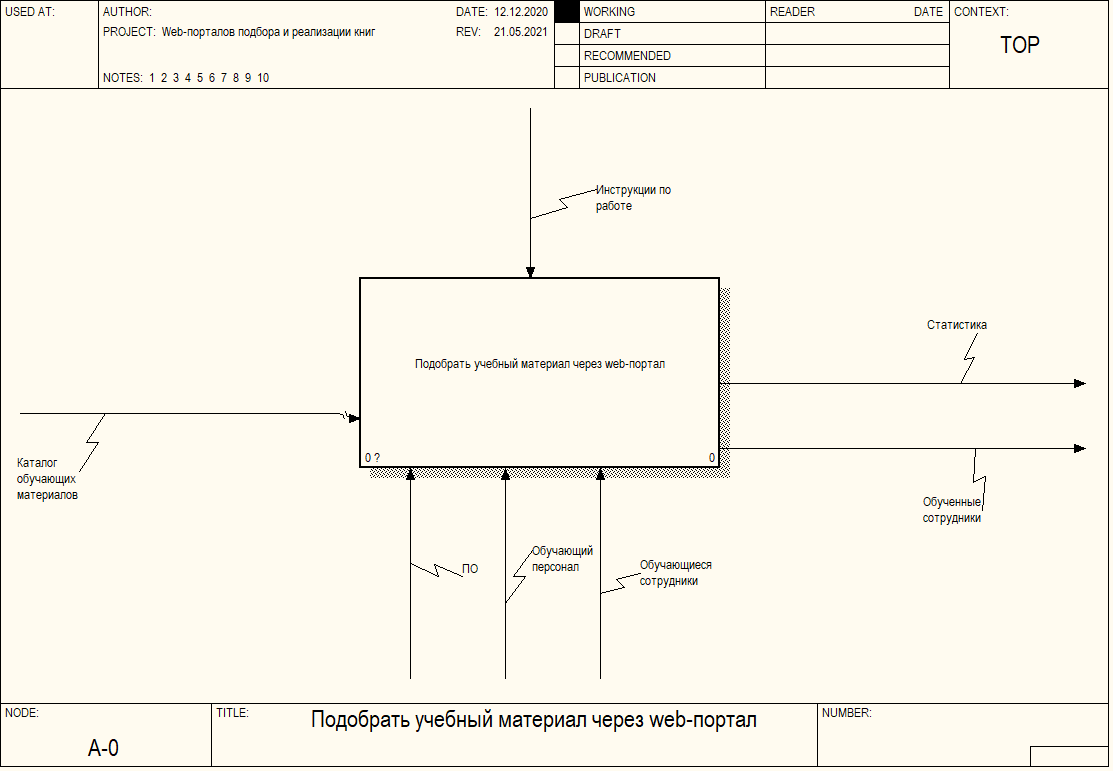 USED AT:
AUTHOR:
DATE: 12.12.2020
PROJECT: Web-порталов подбора и реализации книг
REV: 21.05.2021
NOTES: 1 2 3 4 5 6 7 8 9 10
WORKING
DRAFT
RECOMMENDED
PUBLICATION
READER
DATE
CONTEXT:
TOP
Инструкции по
работе
Статистика
Подобрать учебный материал через web-портал
0 ?
0
Каталог
обучающих
материалов
Обученные
сотрудники
Обучающий
персонал
ПО
Обучающиеся
сотрудники
NODE:
A-0
TITLE:
Подобрать учебный материал через web-портал
NUMBER: